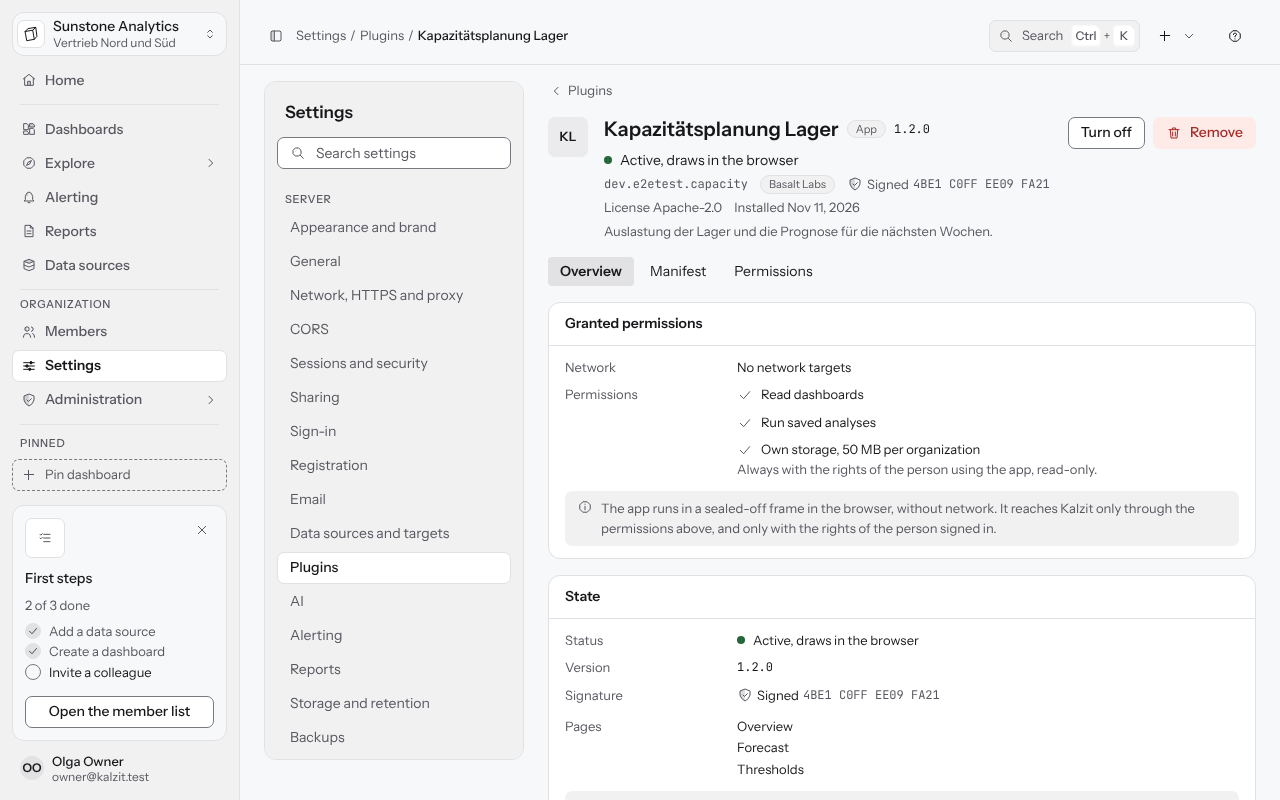 Sunstone Analytics
Vertrieb Nord und Süd
Home
Dashboards
Explore
Alerting
Reports
Data sources
ORGANIZATION
Members
Settings
Administration
PINNED
Pin dashboard
First steps
2 of 3 done
Add a data source
Create a dashboard
Invite a colleague
Open the member list
OO
Olga Owner
owner@kalzit.test
Settings / Plugins / Kapazitätsplanung Lager
Search Ctrl + K
Settings
Search settings
SERVER
Appearance and brand
General
Network, HTTPS and proxy
CORS
Sessions and security
Sharing
Sign-in
Registration
Email
Data sources and targets
Plugins
AI
Alerting
Reports
Storage and retention
Backups
Plugins
KL
Kapazitätsplanung Lager App 1.2.0
Turn off
Remove
Active, draws in the browser
dev.e2etest.capacity Basalt Labs Signed 4BE1 C0FF EE09 FA21
License Apache-2.0 Installed Nov 11, 2026
Auslastung der Lager und die Prognose für die nächsten Wochen.
Overview Manifest Permissions
Granted permissions
Network No network targets
Permissions Read dashboards
Run saved analyses
Own storage, 50 MB per organization
Always with the rights of the person using the app, read-only.
The app runs in a sealed-off frame in the browser, without network. It reaches Kalzit only through the
permissions above, and only with the rights of the person signed in.
State
Status Active, draws in the browser
Version 1.2.0
Signature Signed 4BE1 C0FF EE09 FA21
Pages Overview
Forecast
Thresholds